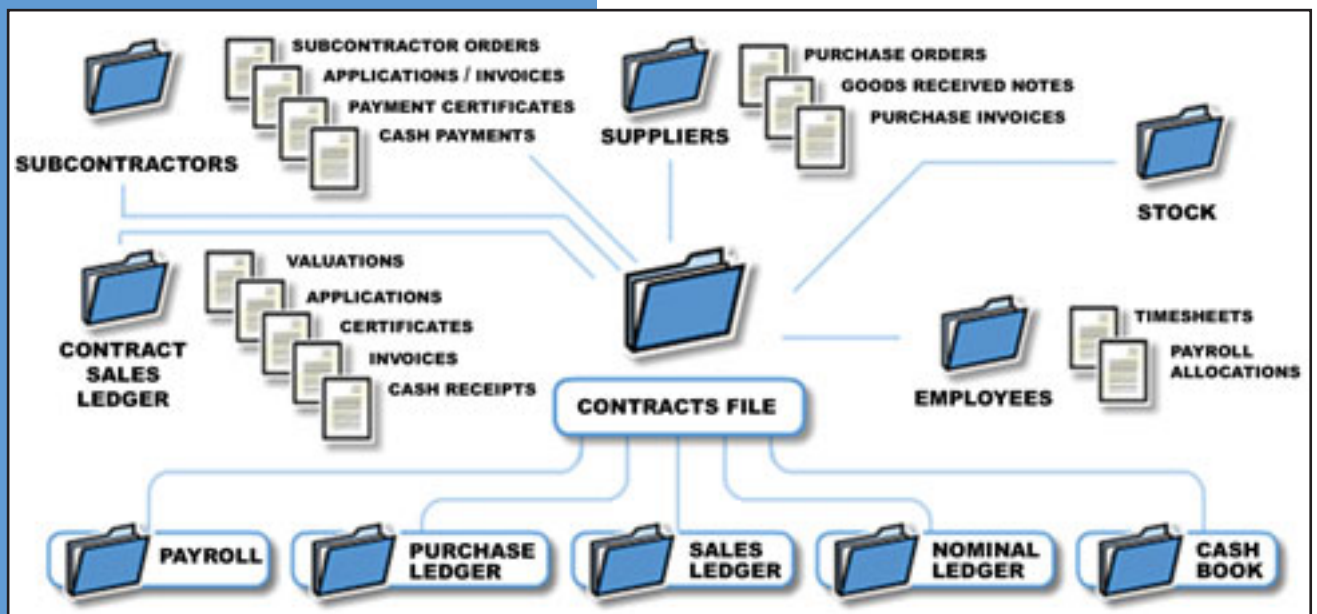 SUBCONTRACTORS
SUBCONTRACTOR ORDERS
APPLICATIONS / INVOICES
PAYMENT CERTIFICATES
CASH PAYMENTS
SUPPLIERS
PURCHASE ORDERS
GOODS RECEIVED NOTES
PURCHASE INVOICES
STOCK
CONTRACT
SALES
LEDGER
VALUATIONS
APPLICATIONS
CERTIFICATES
INVOICES
CASH RECEIPTS
CONTRACTS FILE
EMPLOYEES
TIMESHEETS
PAYROLL
ALLOCATIONS
PAYROLL
PURCHASE
LEDGER
SALES
LEDGER
NOMINAL
LEDGER
CASH
BOOK